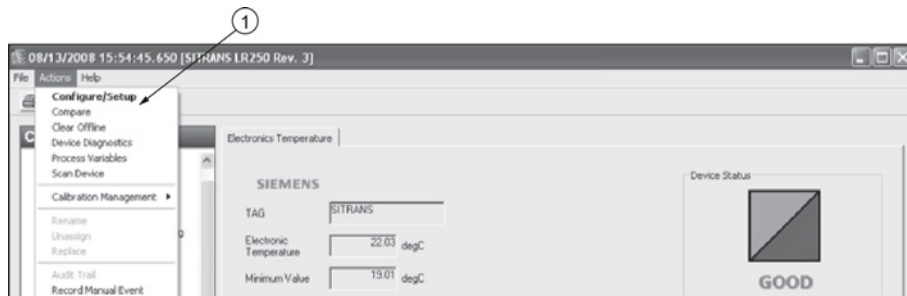 1
08/13/2008 15:54:45.650 [SITRANS LR250 Rev. 3]
File Actions Help
Configure/Setup
Compare
Clear Offline
Device Diagnostics
Process Variables
Scan Device
Calibration Management
Rename
Unassign
Replace
Audit Trail
Record Manual Event
C
g
Electronics Temperature
SIEMENS
TAG SITRANS
Electronic
Temperature 22.03 degC
Minimum Value 19.01 degC
Device Status
GOOD